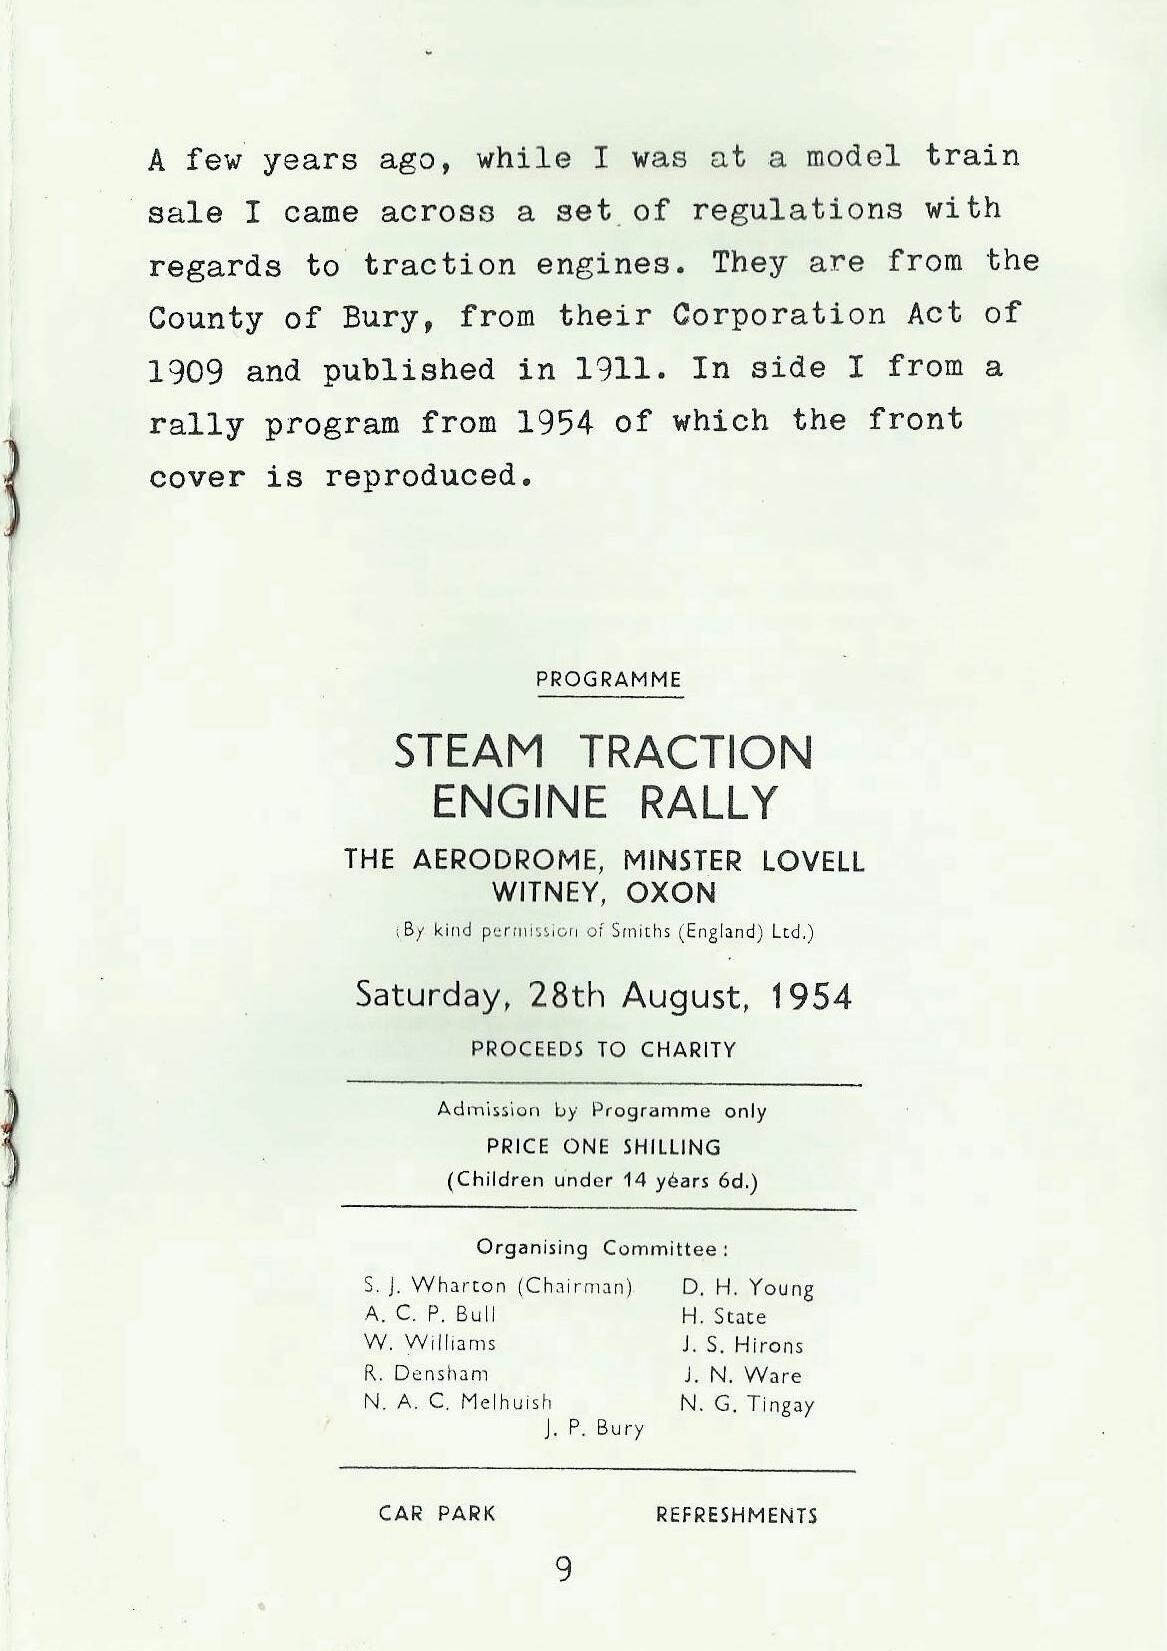 A few years ago, while I was at a model train
sale I came across a set of regulations with
regards to traction engines. They are from the
County of Bury, from their Corporation Act of
1909 and published in 1911. In side I from a
rally program from 1954 of which the front
cover is reproduced.
PROGRAMME
STEAM TRACTION
ENGINE RALLY
THE AERODROME, MINSTER LOVELL
WITNEY, OXON
(By kind permission of Smiths (England) Ltd.)
Saturday, 28th August, 1954
PROCEEDS TO CHARITY
Admission by Programme only
PRICE ONE SHILLING
(Children under 14 years 6d.)
Organising Committee:
S. J. Wharton (Chairman) D. H. Young
A. C. P. Bull H. State
W. Williams J. S. Hirons
R. Densham J. N. Ware
N. A. C. Melhuish N. G. Tingay
J. P. Bury
CAR PARK REFRESHMENTS
9